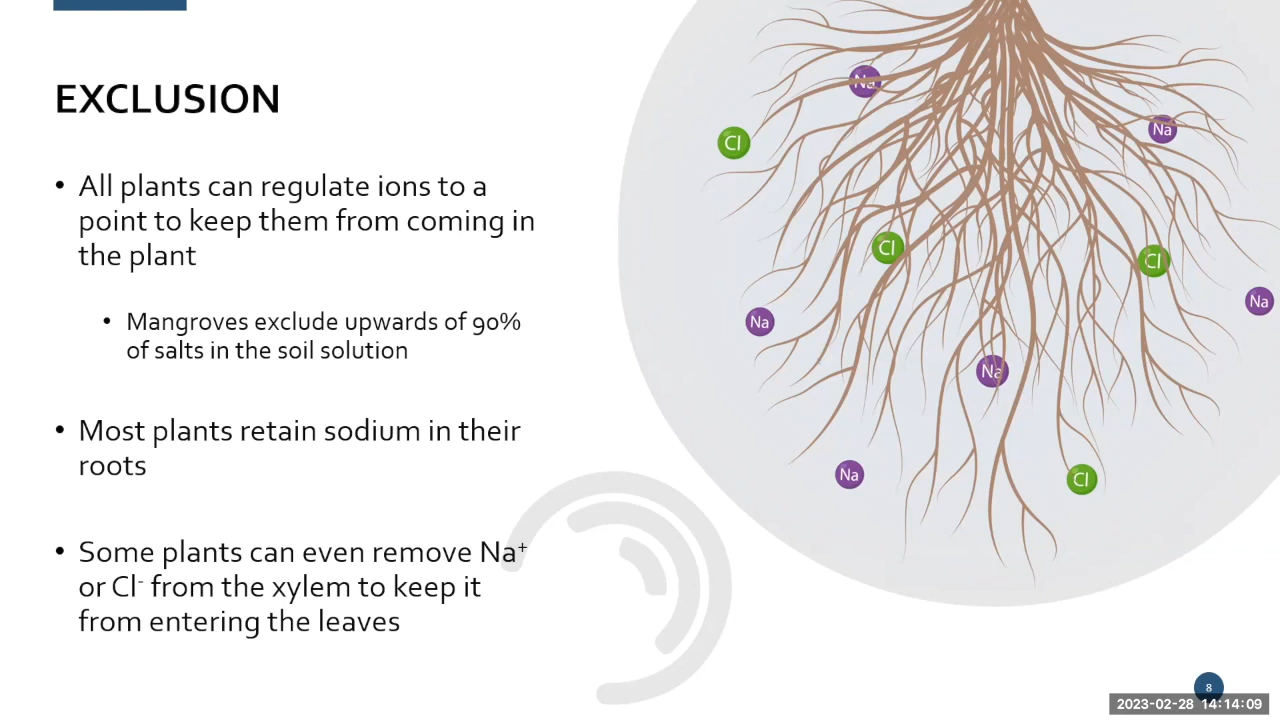 EXCLUSION
• All plants can regulate ions to a
point to keep them from coming in
the plant
• Mangroves exclude upwards of 90%
of salts in the soil solution
• Most plants retain sodium in their
roots
• Some plants can even remove Na⁺
or Cl⁻ from the xylem to keep it
from entering the leaves
Na
Na
Cl
Cl
Cl
Na
Na
Na
Na
Cl
8
2023-02-28 14:14:09